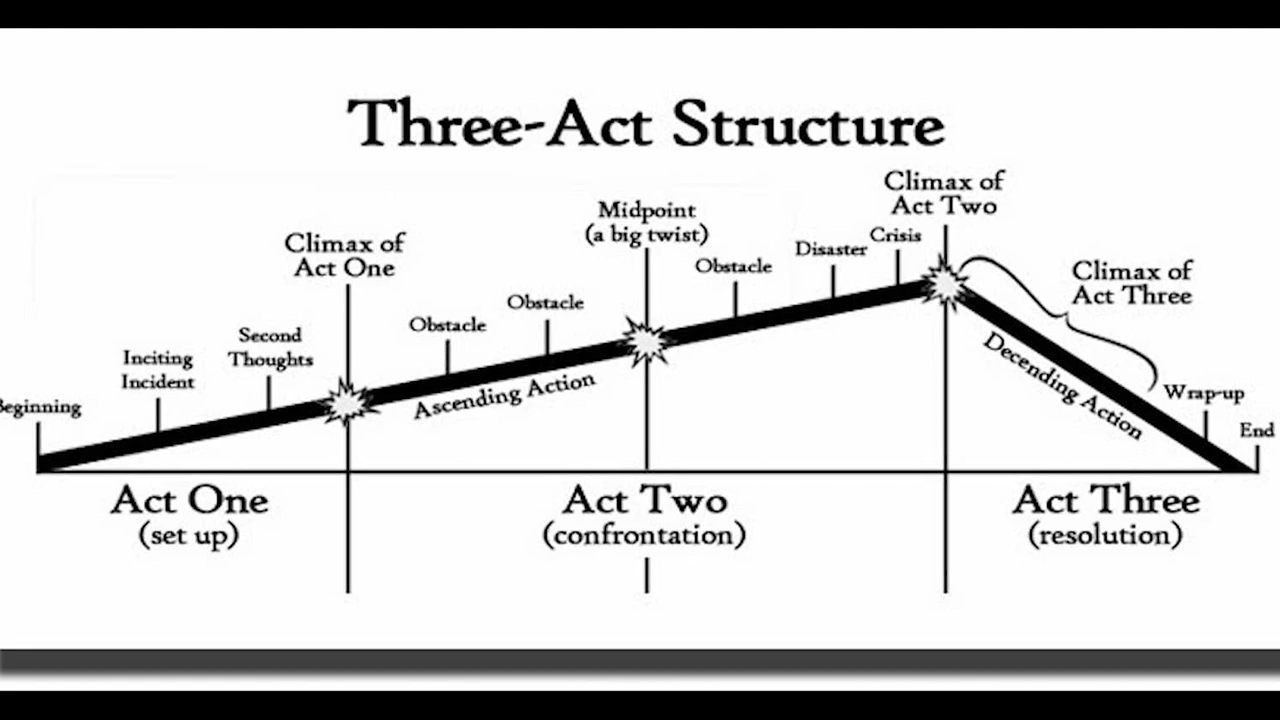 Three-Act Structure
Climax of
Act Two
Midpoint
(a big twist)
Crisis
Climax of
Act One
Disaster
Obstacle
Climax of
Act Three
Obstacle
Obstacle
Second
Thoughts
Inciting
Incident
Ascending Action
Decending Action
Wrap-up
Beginning
End
Act One
(set up)
Act Two
(confrontation)
Act Three
(resolution)